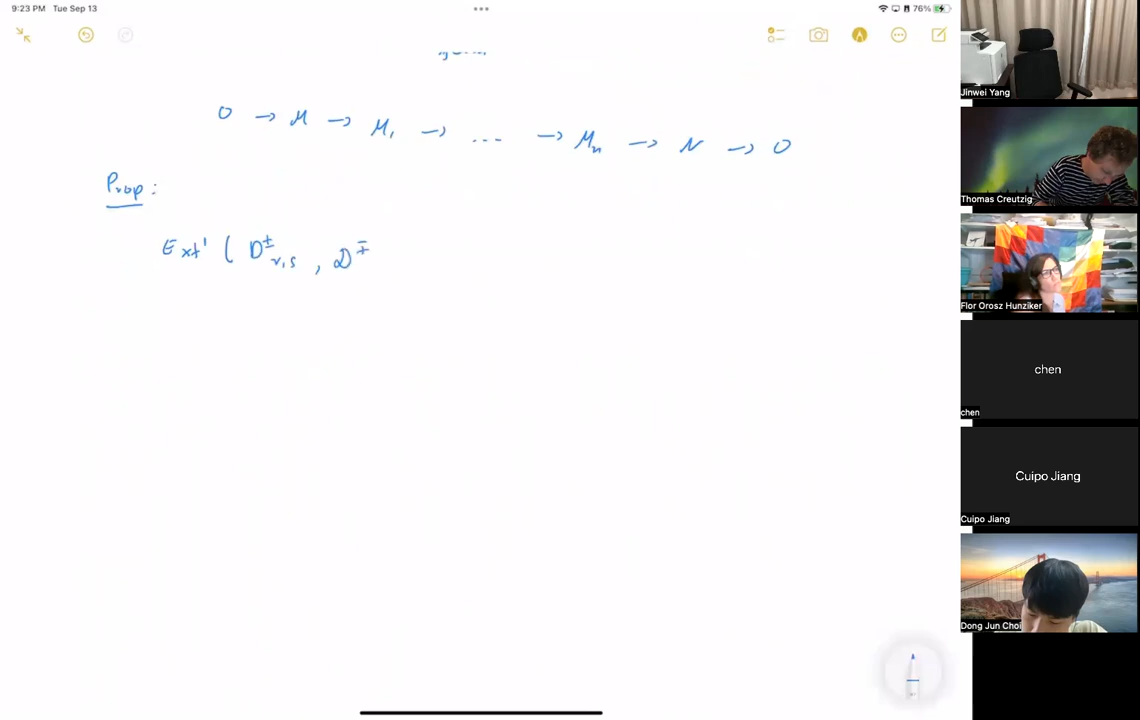 9:23 PM Tue Sep 13
76%
0 → M → M₁ → ... → Mₙ → N → 0
Prop:
Ext¹ ( D^±_{r,s} , D^∓
Jinwei Yang
Thomas Creutzig
Flor Orosz Hunziker
chen
chen
Cuipo Jiang
Cuipo Jiang
Dong Jun Choi